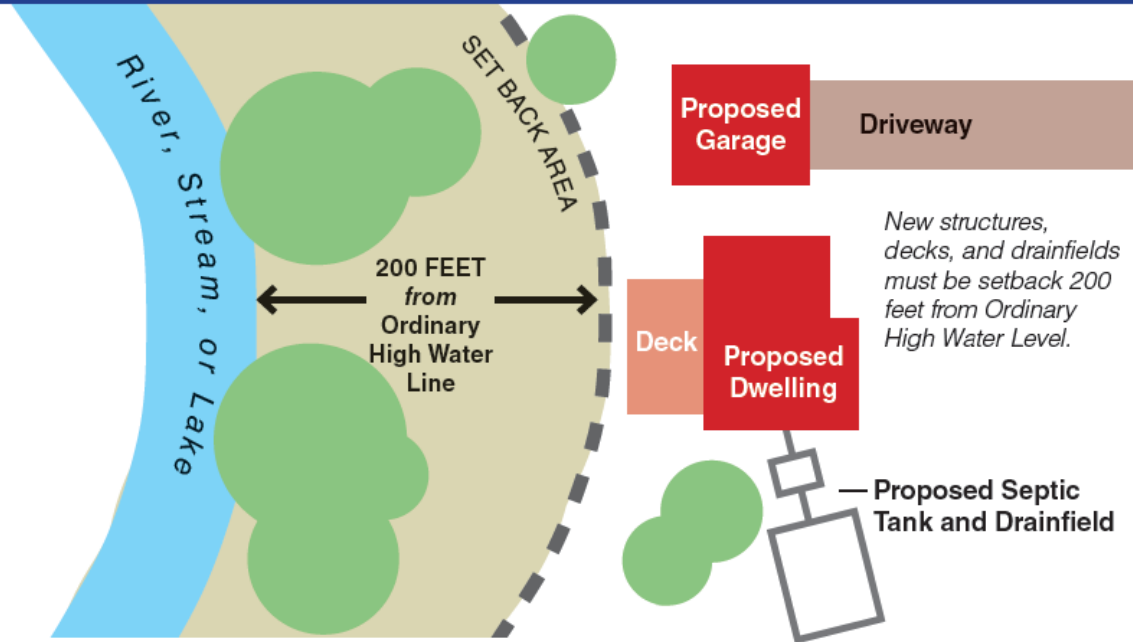 River, Stream, or Lake
SET BACK AREA
200 FEET
from
Ordinary
High Water
Line
Proposed
Garage
Driveway
New structures,
decks, and drainfields
must be setback 200
feet from Ordinary
High Water Level.
Deck
Proposed
Dwelling
Proposed Septic
Tank and Drainfield